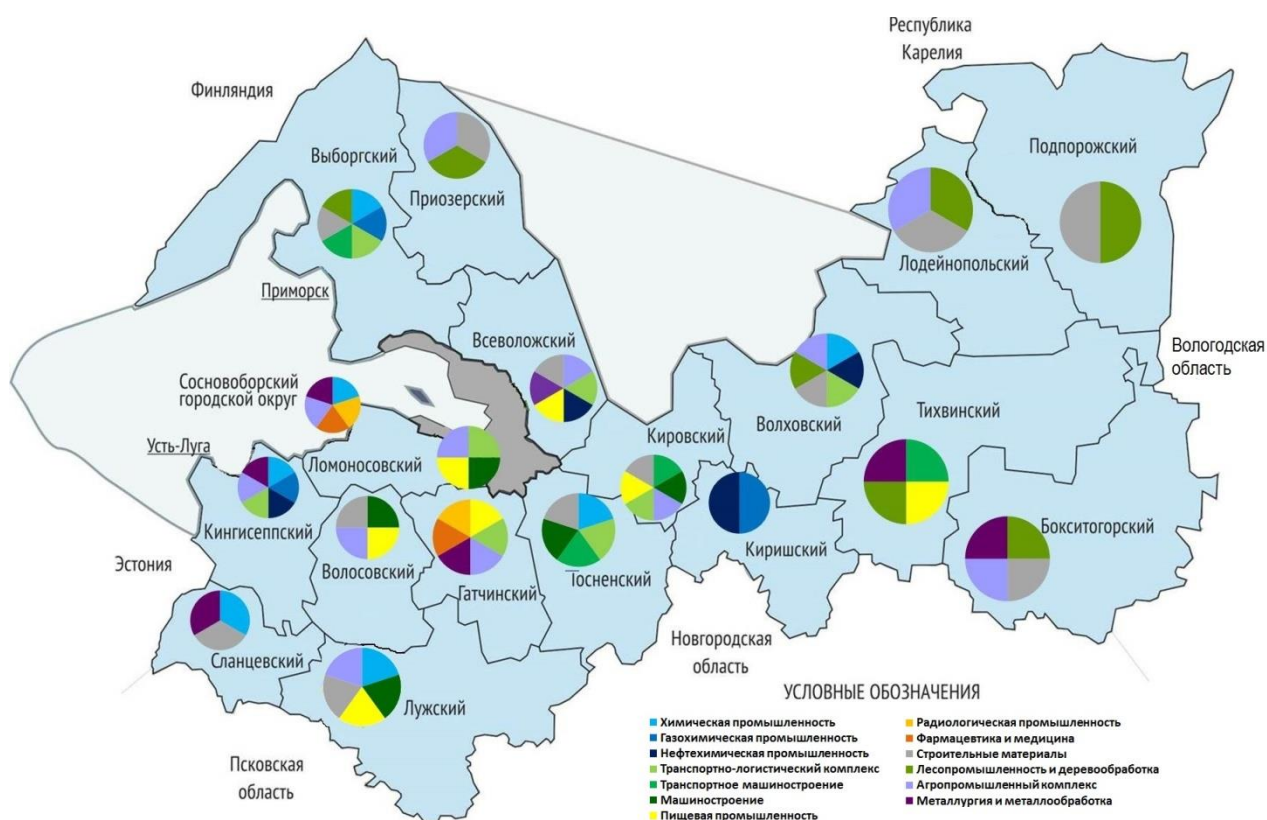 Республика
Карелия
Финляндия
Выборгский
Приозерский
Подпорожский
Лодейнопольский
Приморск
Всеволожский
Вологодская
область
Сосновоборский
городской округ
Усть-Луга
Ломоносовский
Кировский
Волховский
Тихвинский
Кингисеппский
Эстония
Волосовский
Гатчинский
Тосненский
Киришский
Бокситогорский
Сланцевский
Новгородская
область
Лужский
Псковская
область
УСЛОВНЫЕ ОБОЗНАЧЕНИЯ
Химическая промышленность
Газохимическая промышленность
Нефтехимическая промышленность
Транспортно-логистический комплекс
Транспортное машиностроение
Машиностроение
Пищевая промышленность
Радиологическая промышленность
Фармацевтика и медицина
Строительные материалы
Лесопромышленность и деревообработка
Агропромышленный комплекс
Металлургия и металлообработка